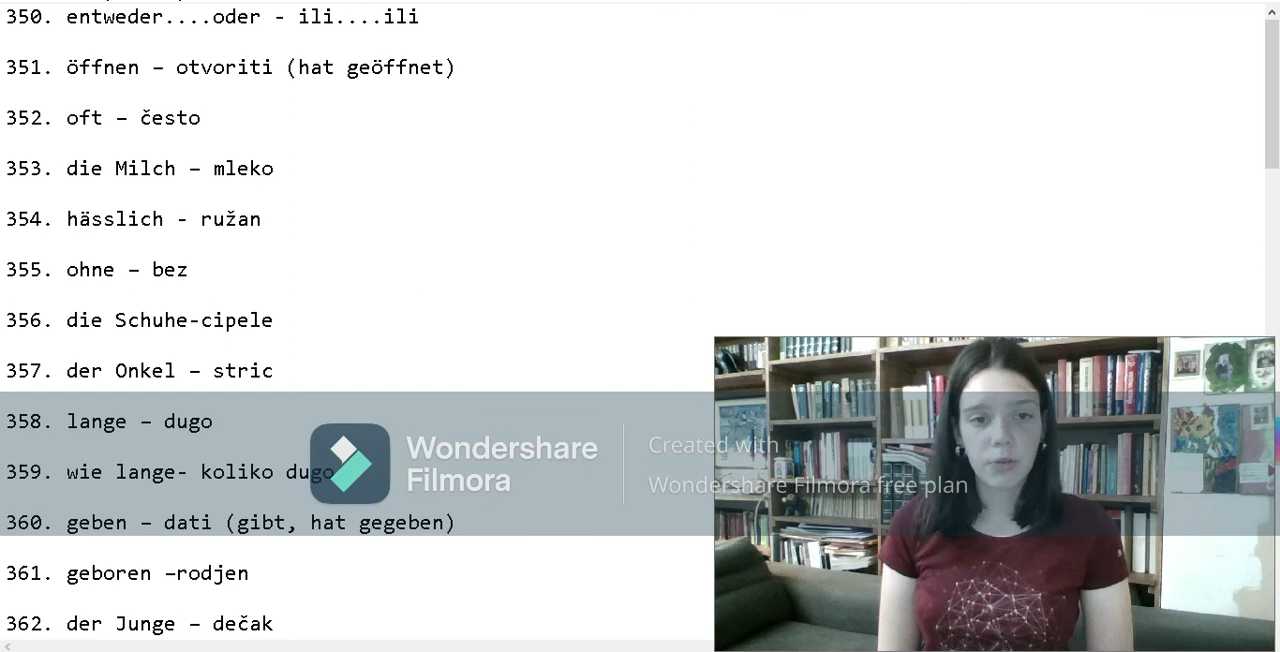 350. entweder....oder - ili....ili
351. öffnen – otvoriti (hat geöffnet)
352. oft – često
353. die Milch – mleko
354. hässlich - ružan
355. ohne – bez
356. die Schuhe-cipele
357. der Onkel – stric
358. lange – dugo
359. wie lange- koliko dugo
360. geben – dati (gibt, hat gegeben)
361. geboren –rodjen
362. der Junge – dečak
Wondershare
Filmora
Created with
Wondershare Filmora free plan